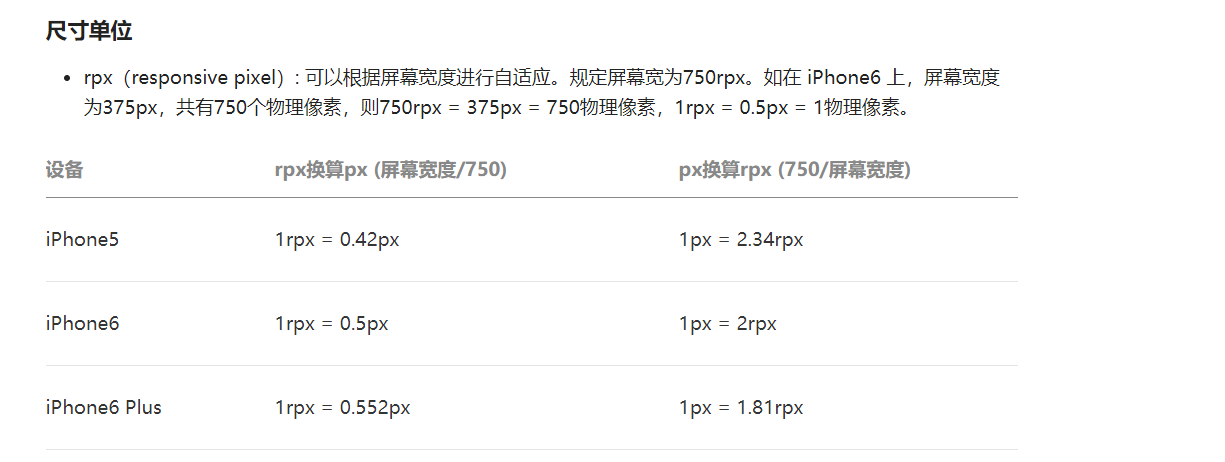 尺寸单位
rpx（responsive pixel）: 可以根据屏幕宽度进行自适应。规定屏幕宽为750rpx。如在 iPhone6 上，屏幕宽度
为375px，共有750个物理像素，则750rpx = 375px = 750物理像素，1rpx = 0.5px = 1物理像素。
设备 rpx换算px (屏幕宽度/750) px换算rpx (750/屏幕宽度)
iPhone5 1rpx = 0.42px 1px = 2.34rpx
iPhone6 1rpx = 0.5px 1px = 2rpx
iPhone6 Plus 1rpx = 0.552px 1px = 1.81rpx